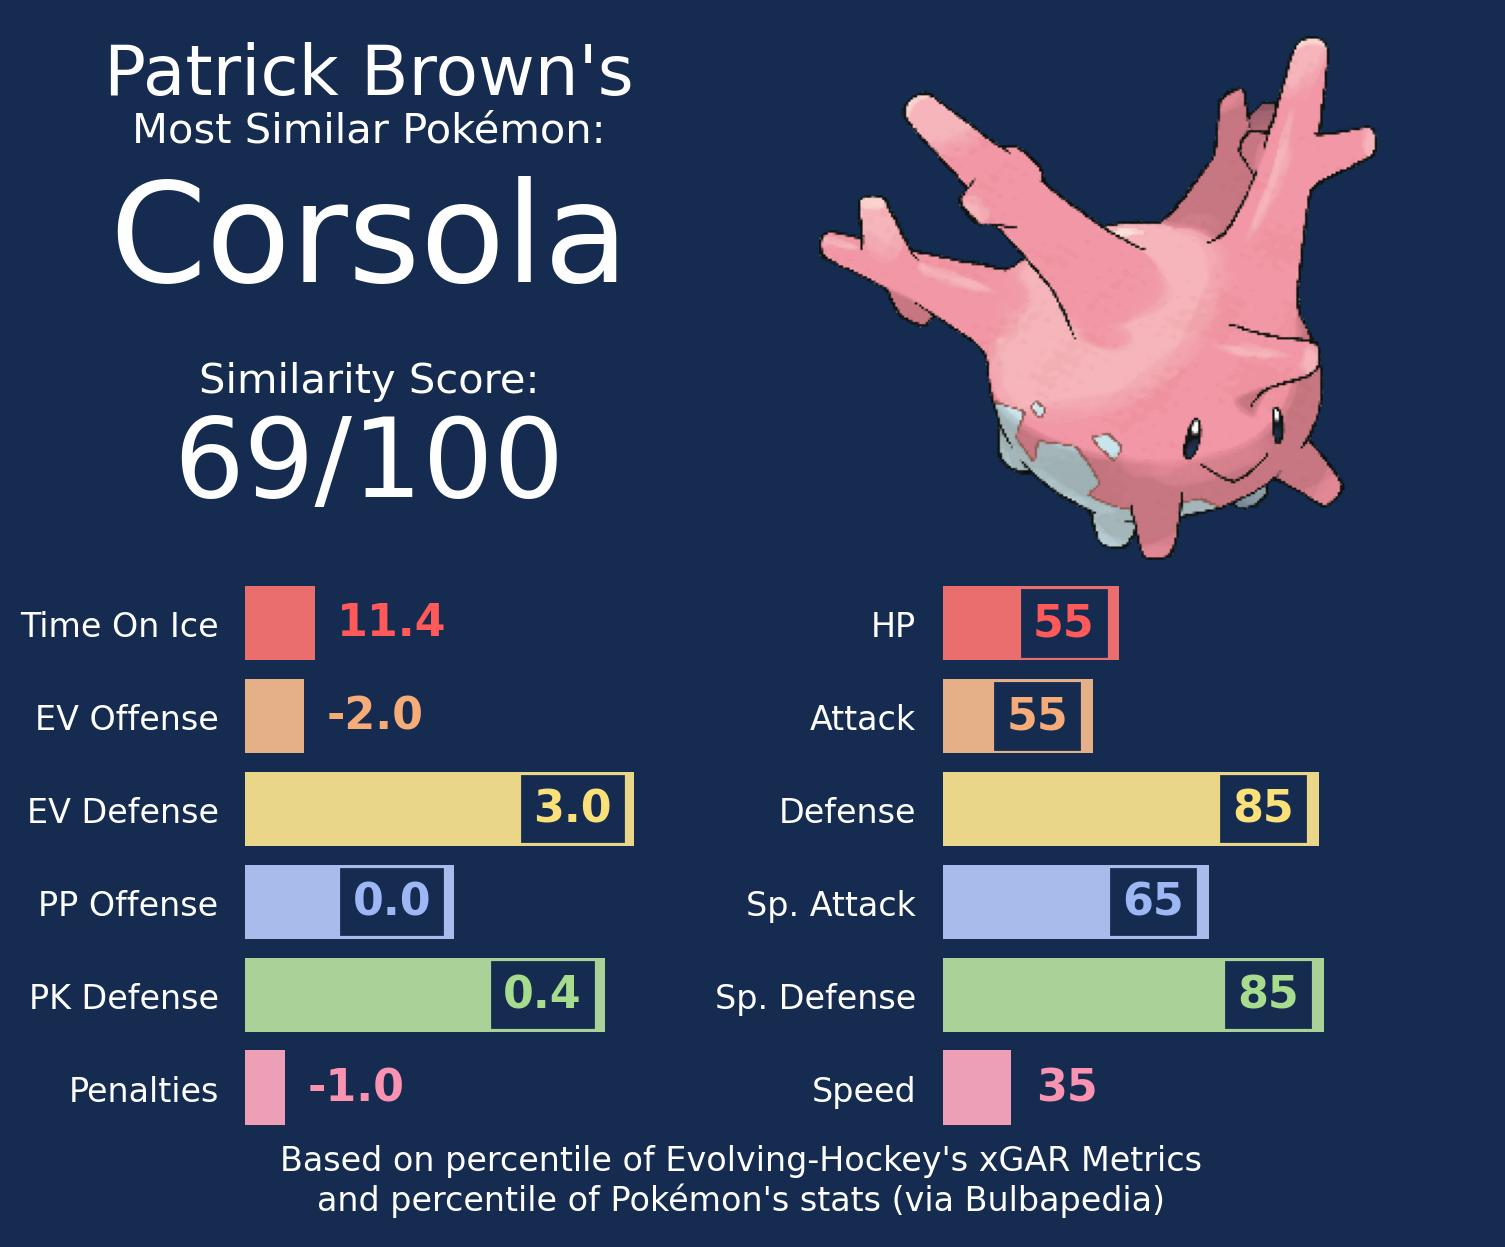 Patrick Brown's
Most Similar Pokémon:
Corsola
Similarity Score:
69/100
Time On Ice 11.4
EV Offense -2.0
EV Defense 3.0
PP Offense 0.0
PK Defense 0.4
Penalties -1.0
HP 55
Attack 55
Defense 85
Sp. Attack 65
Sp. Defense 85
Speed 35
Based on percentile of Evolving-Hockey's xGAR Metrics
and percentile of Pokémon's stats (via Bulbapedia)